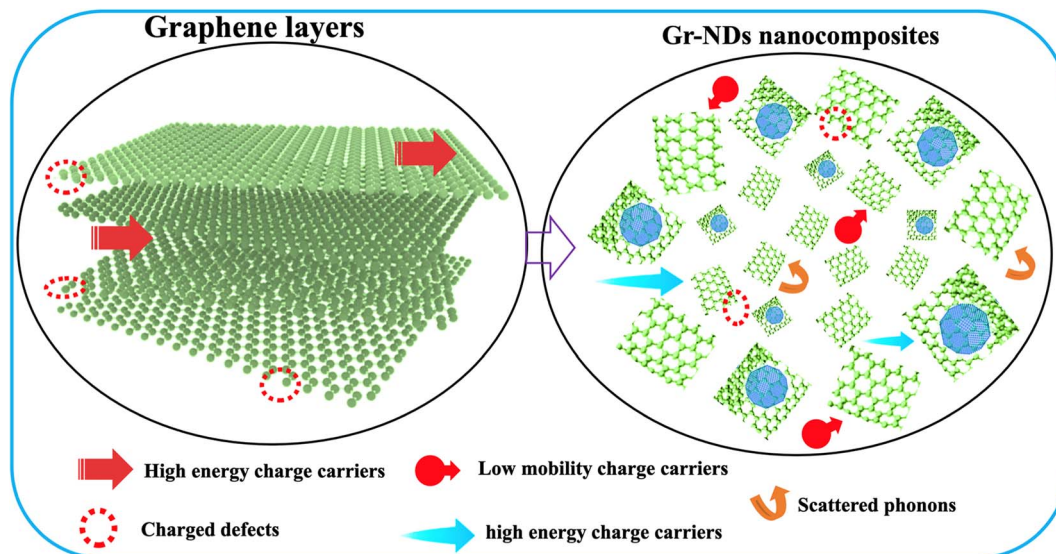 Graphene layers
Gr-NDs nanocomposites
High energy charge carriers
Low mobility charge carriers
Scattered phonons
Charged defects
high energy charge carriers